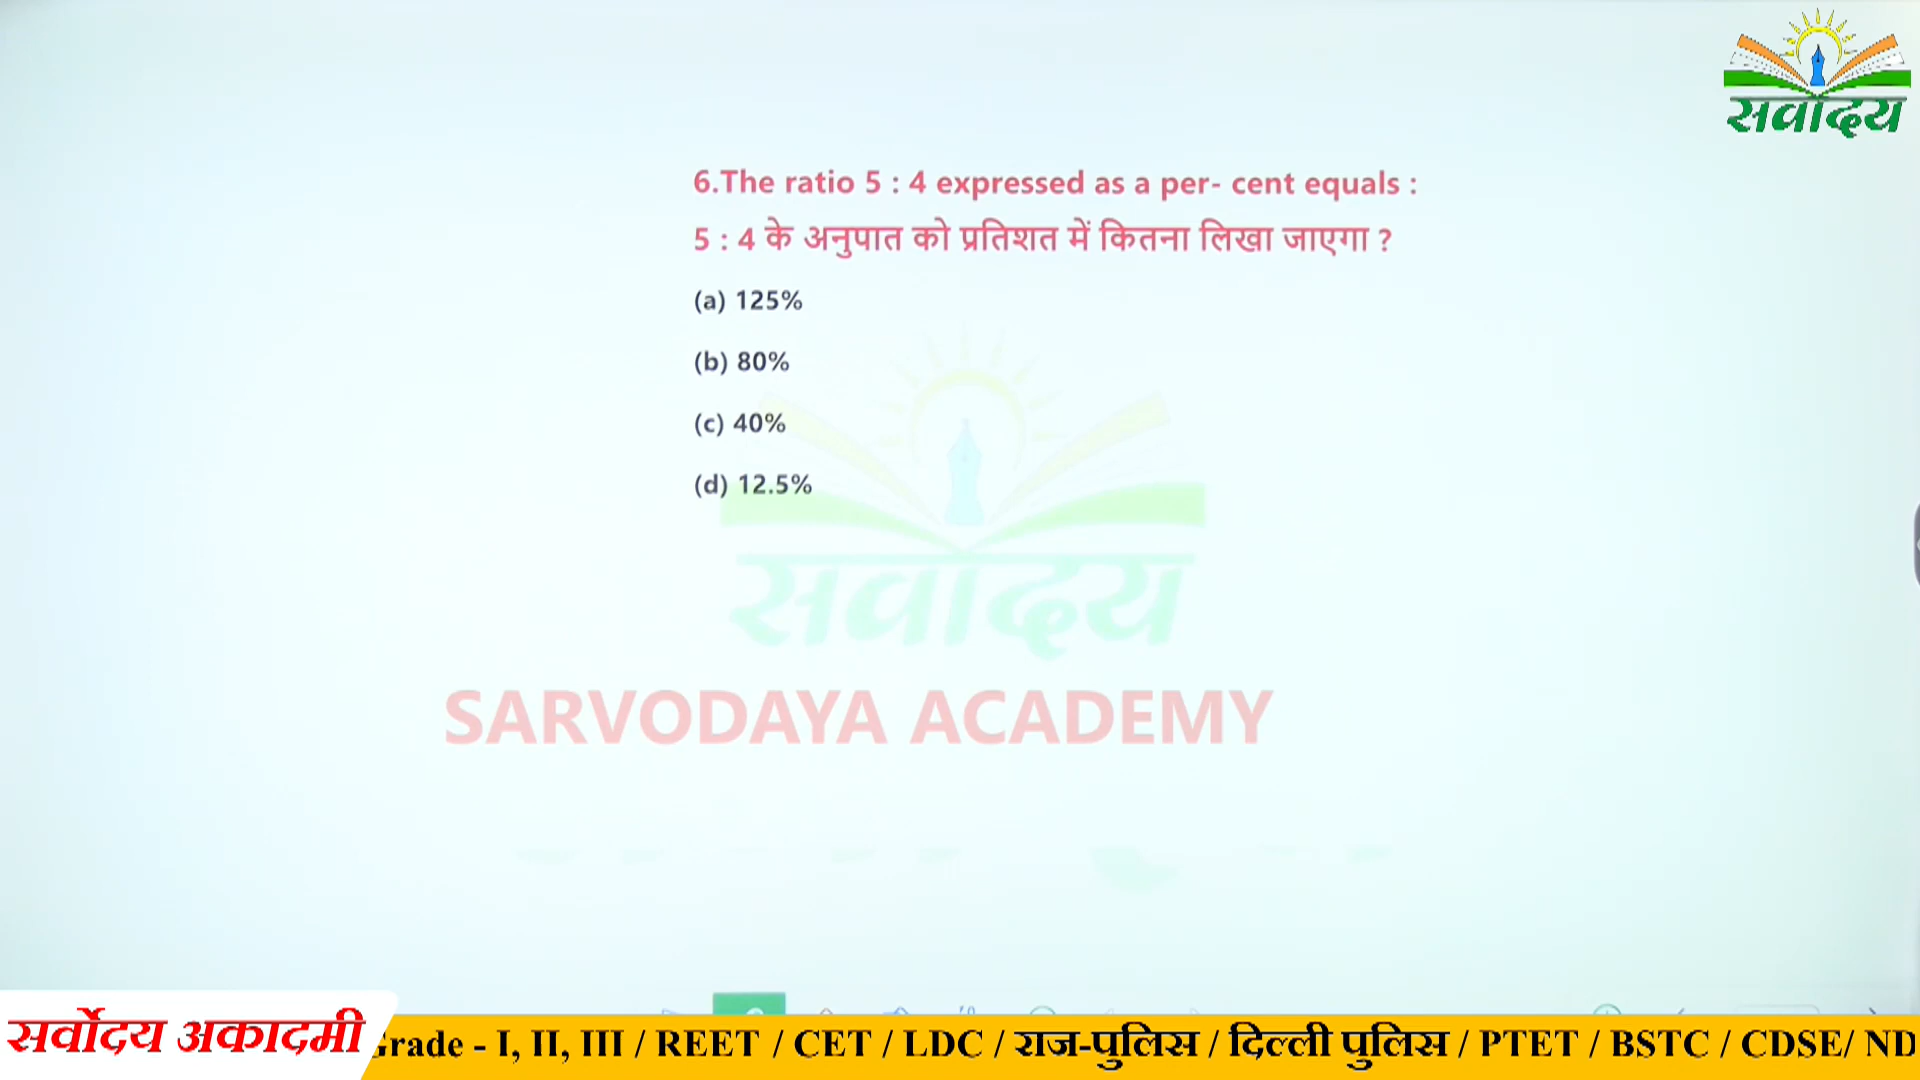 सर्वोदय
6.The ratio 5 : 4 expressed as a per- cent equals :
5 : 4 के अनुपात को प्रतिशत में कितना लिखा जाएगा ?
(a) 125%
(b) 80%
(c) 40%
(d) 12.5%
सर्वोदय
SARVODAYA ACADEMY
सर्वोदय अकादमी
Grade - I, II, III / REET / CET / LDC / राज-पुलिस / दिल्ली पुलिस / PTET / BSTC / CDSE/ ND